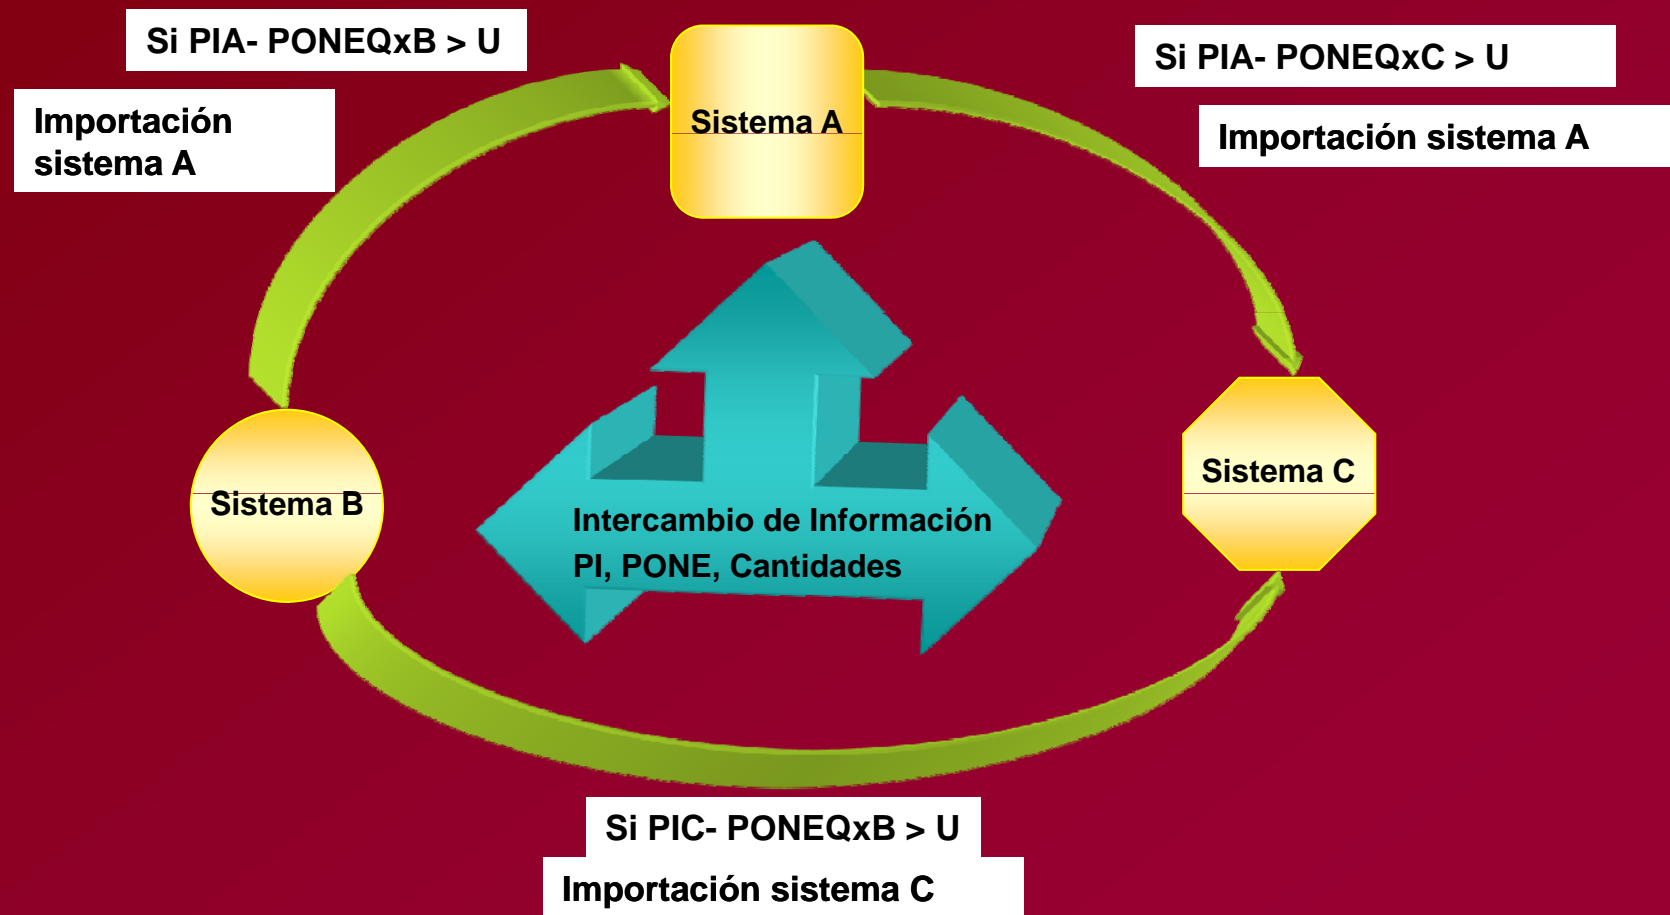 Si PIA- PONEQxB > U
Importación
sistema A
Sistema A
Si PIA- PONEQxC > U
Importación sistema A
Sistema B
Sistema C
Intercambio de Información
PI, PONE, Cantidades
Si PIC- PONEQxB > U
Importación sistema C